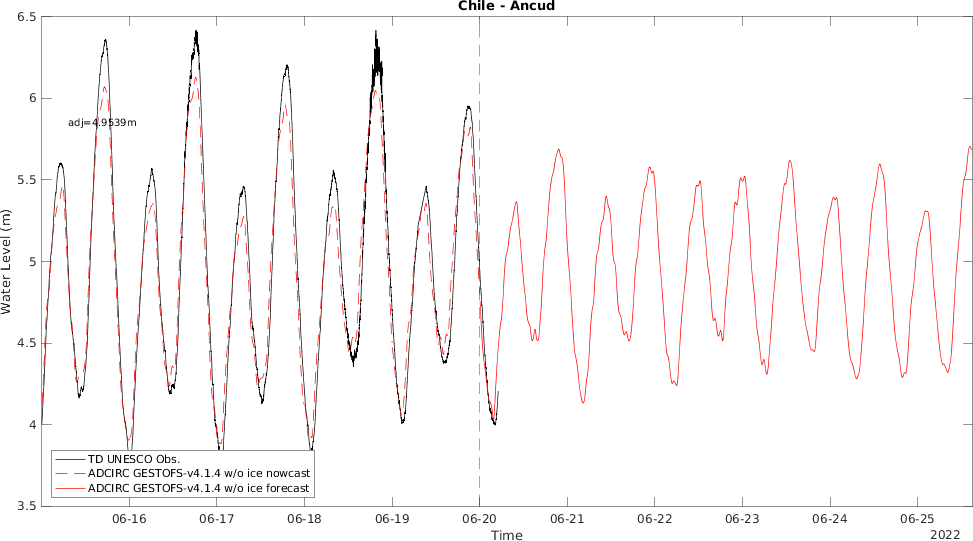 Chile - Ancud
6.5
6
5.5
5
4.5
4
3.5
Water Level (m)
adj=4.9539m
TD UNESCO Obs.
ADCIRC GESTOFS-v4.1.4 w/o ice nowcast
ADCIRC GESTOFS-v4.1.4 w/o ice forecast
06-16 06-17 06-18 06-19 06-20 06-21 06-22 06-23 06-24 06-25
Time
2022